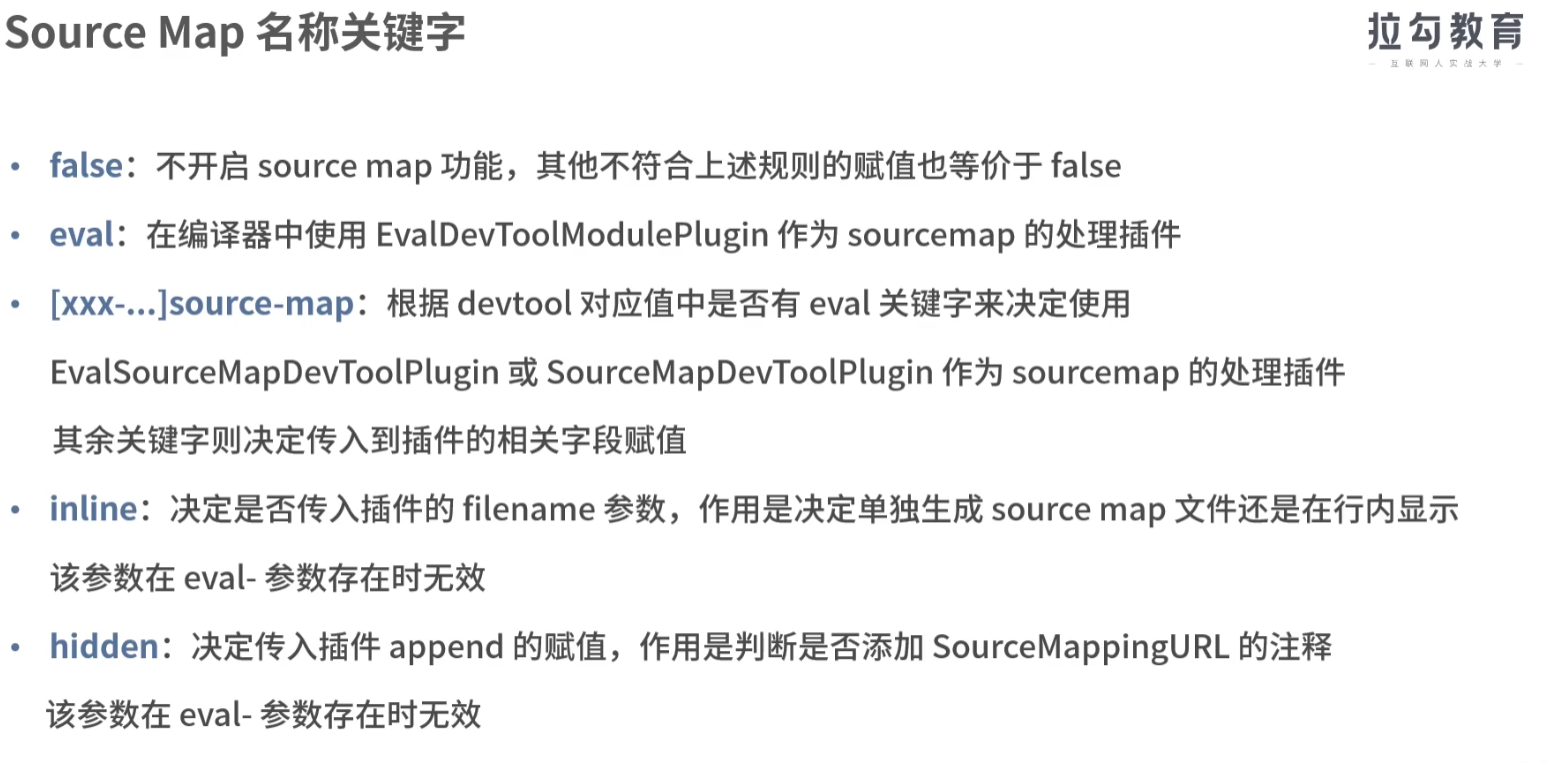 Source Map 名称关键字
拉勾教育
— 互联网人实战大学 —
• false：不开启 source map 功能，其他不符合上述规则的赋值也等价于 false
• eval：在编译器中使用 EvalDevToolModulePlugin 作为 sourcemap 的处理插件
• [xxx-...]source-map：根据 devtool 对应值中是否有 eval 关键字来决定使用
EvalSourceMapDevToolPlugin 或 SourceMapDevToolPlugin 作为 sourcemap 的处理插件
其余关键字则决定传入到插件的相关字段赋值
• inline：决定是否传入插件的 filename 参数，作用是决定单独生成 source map 文件还是在行内显示
该参数在 eval- 参数存在时无效
• hidden：决定传入插件 append 的赋值，作用是判断是否添加 SourceMappingURL 的注释
该参数在 eval- 参数存在时无效